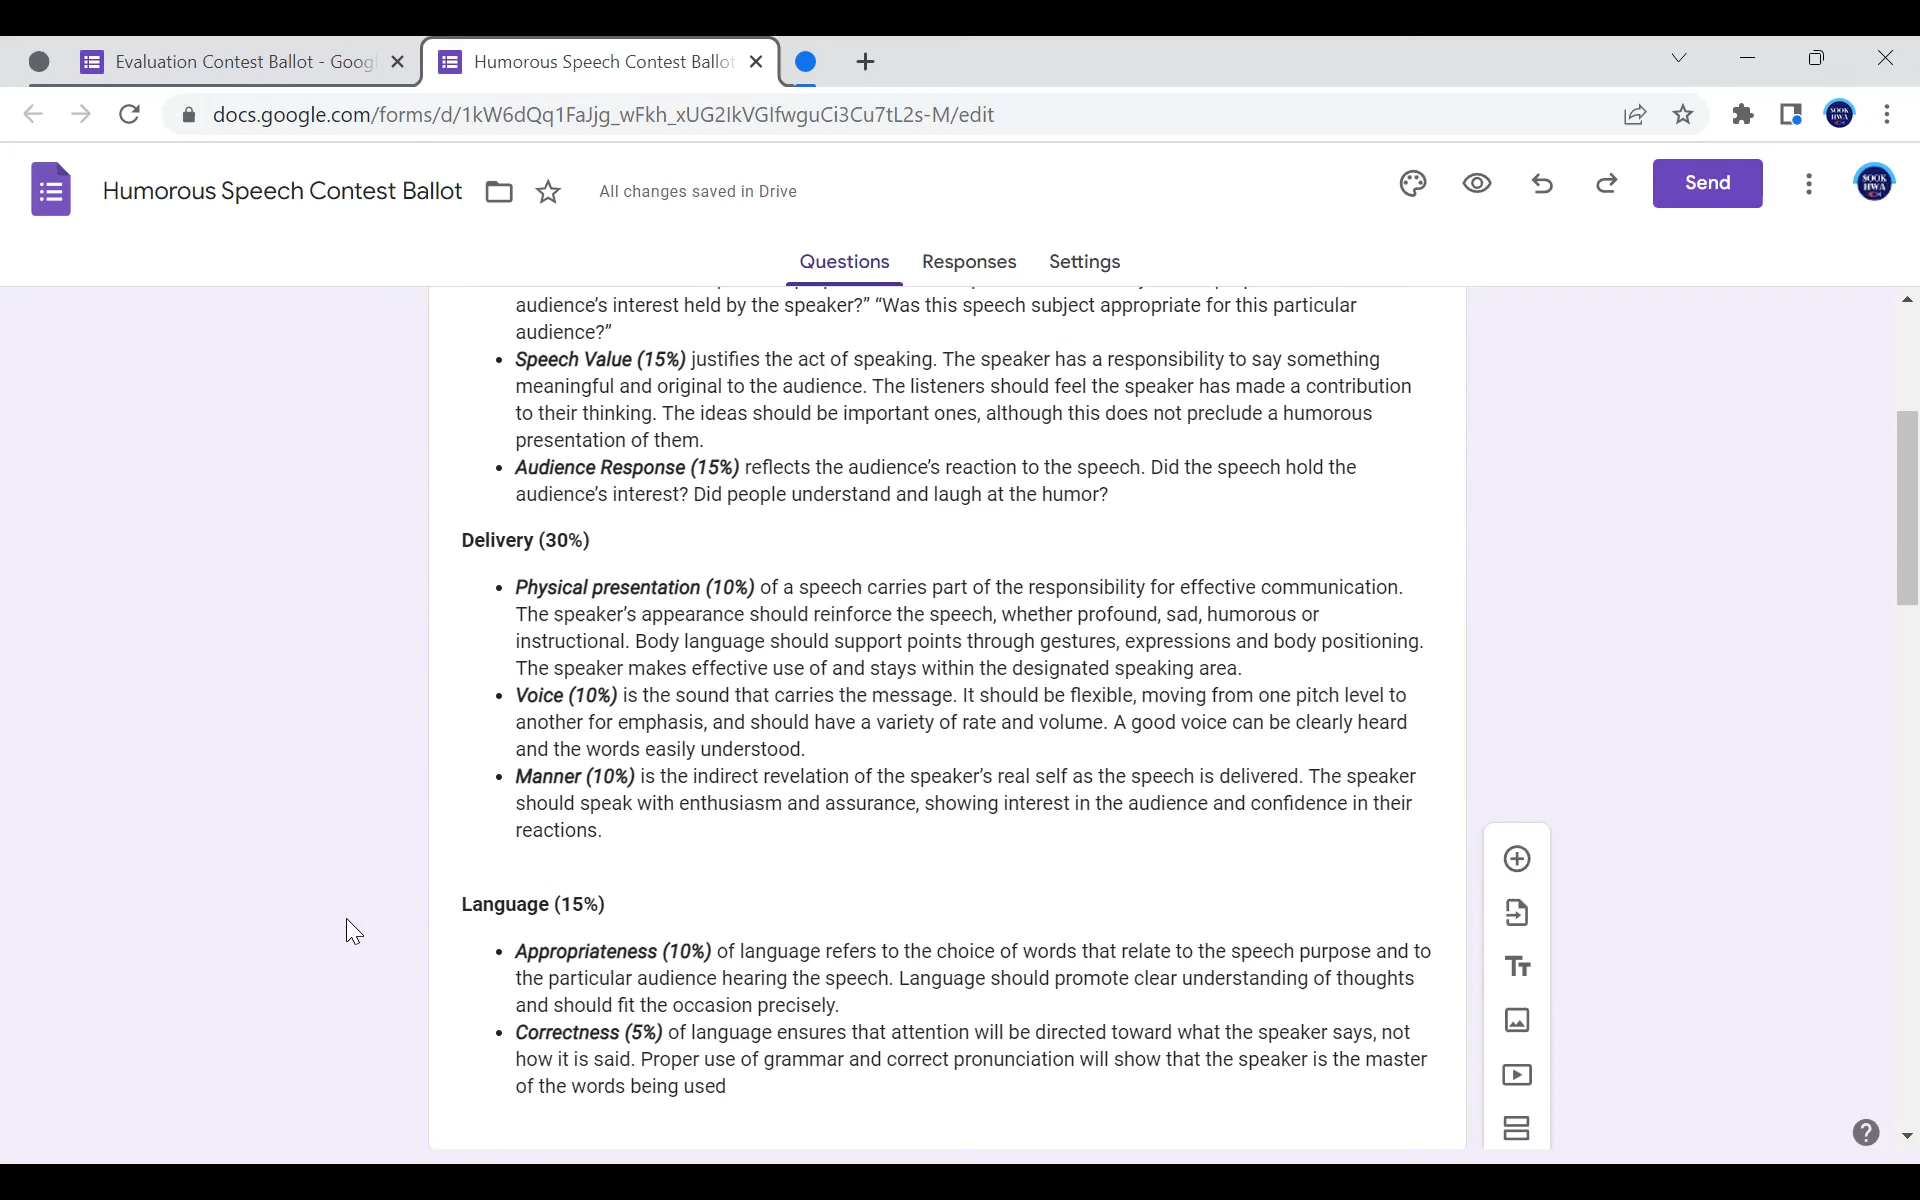 Evaluation Contest Ballot - Goog
Humorous Speech Contest Ballot
docs.google.com/forms/d/1kW6dQq1FaJjg_wFkh_xUG2IkVGIfwguCi3Cu7tL2s-M/edit
Humorous Speech Contest Ballot
All changes saved in Drive
Send
SOOK
HWA
Questions Responses Settings
audience’s interest held by the speaker?” “Was this speech subject appropriate for this particular
audience?”
• Speech Value (15%) justifies the act of speaking. The speaker has a responsibility to say something
meaningful and original to the audience. The listeners should feel the speaker has made a contribution
to their thinking. The ideas should be important ones, although this does not preclude a humorous
presentation of them.
• Audience Response (15%) reflects the audience’s reaction to the speech. Did the speech hold the
audience’s interest? Did people understand and laugh at the humor?
Delivery (30%)
• Physical presentation (10%) of a speech carries part of the responsibility for effective communication.
The speaker’s appearance should reinforce the speech, whether profound, sad, humorous or
instructional. Body language should support points through gestures, expressions and body positioning.
The speaker makes effective use of and stays within the designated speaking area.
• Voice (10%) is the sound that carries the message. It should be flexible, moving from one pitch level to
another for emphasis, and should have a variety of rate and volume. A good voice can be clearly heard
and the words easily understood.
• Manner (10%) is the indirect revelation of the speaker’s real self as the speech is delivered. The speaker
should speak with enthusiasm and assurance, showing interest in the audience and confidence in their
reactions.
Language (15%)
• Appropriateness (10%) of language refers to the choice of words that relate to the speech purpose and to
the particular audience hearing the speech. Language should promote clear understanding of thoughts
and should fit the occasion precisely.
• Correctness (5%) of language ensures that attention will be directed toward what the speaker says, not
how it is said. Proper use of grammar and correct pronunciation will show that the speaker is the master
of the words being used